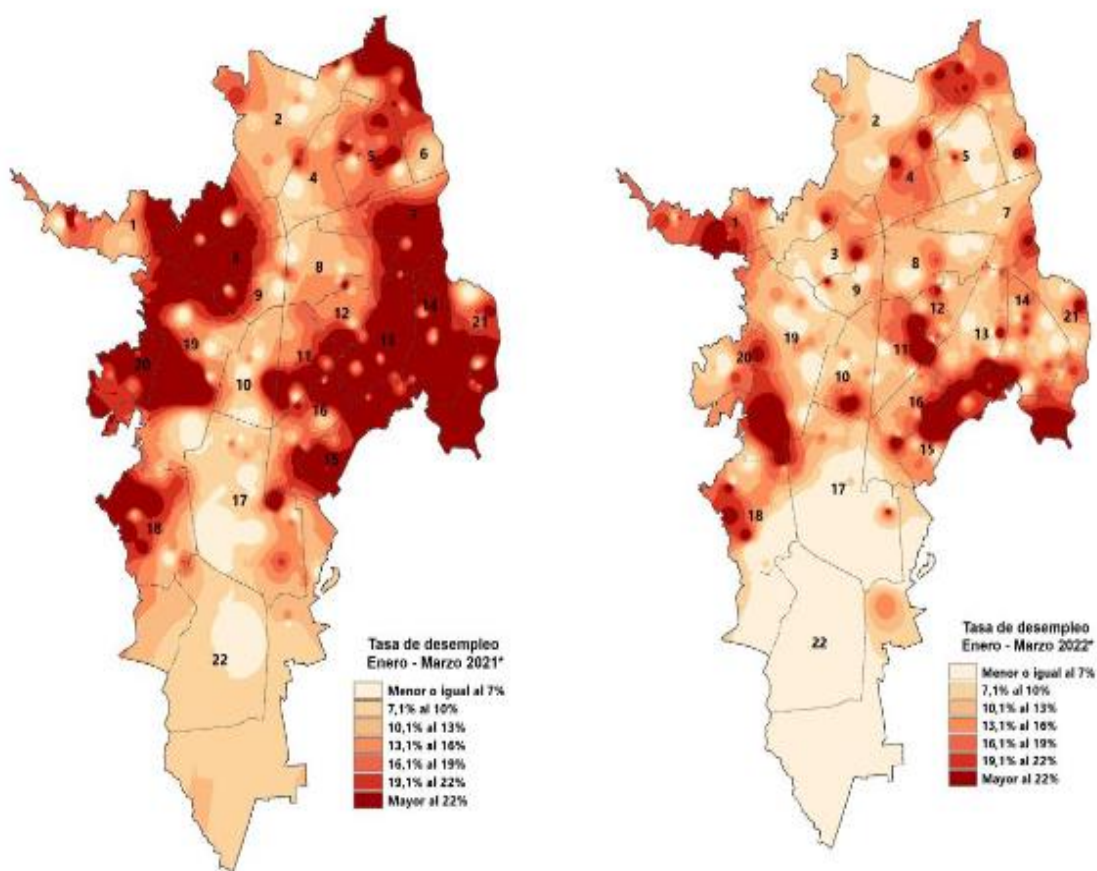 2
5
6
4
1
7
3
8
9
12
14
21
19
13
11
20
10
16
15
17
18
22
Tasa de desempleo
Enero - Marzo 2021*
Menor o igual al 7%
7,1% al 10%
10,1% al 13%
13,1% al 16%
16,1% al 19%
19,1% al 22%
Mayor al 22%
2
5
6
4
1
7
3
8
9
12
14
21
19
13
11
20
10
16
15
17
18
22
Tasa de desempleo
Enero - Marzo 2022*
Menor o igual al 7%
7,1% al 10%
10,1% al 13%
13,1% al 16%
16,1% al 19%
19,1% al 22%
Mayor al 22%